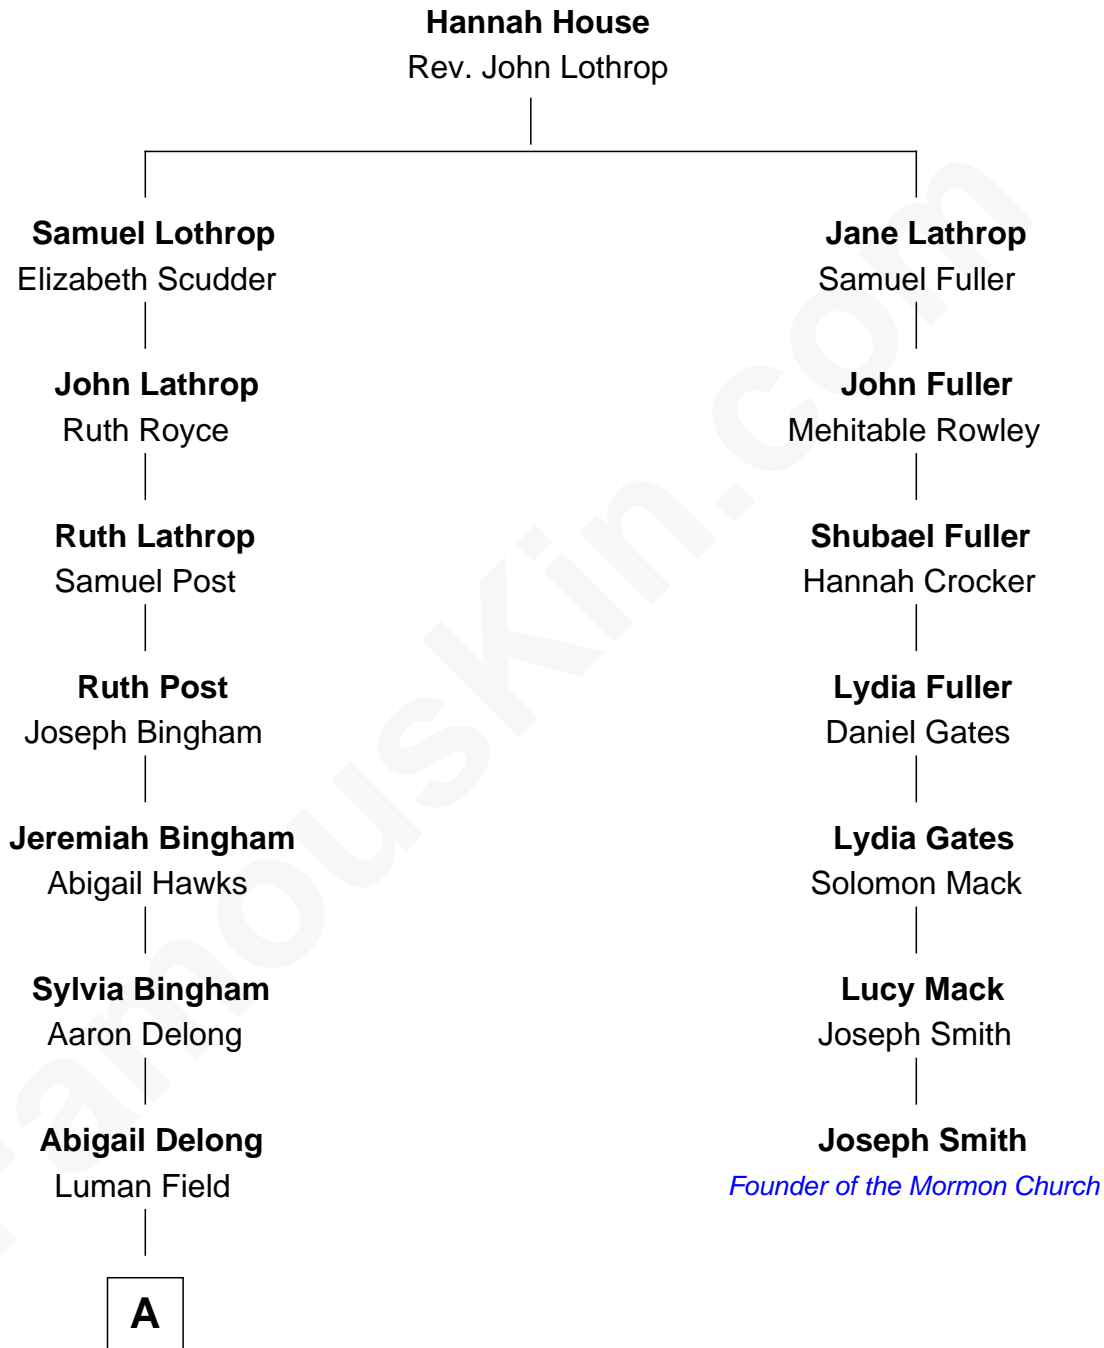 Hannah House
Rev. John Lothrop
Samuel Lothrop
Elizabeth Scudder
John Lathrop
Ruth Royce
Ruth Lathrop
Samuel Post
Ruth Post
Joseph Bingham
Jeremiah Bingham
Abigail Hawks
Sylvia Bingham
Aaron Delong
Abigail Delong
Luman Field
A
Jane Lathrop
Samuel Fuller
John Fuller
Mehitable Rowley
Shubael Fuller
Hannah Crocker
Lydia Fuller
Daniel Gates
Lydia Gates
Solomon Mack
Lucy Mack
Joseph Smith
Joseph Smith
Founder of the Mormon Church
FamousKin.com